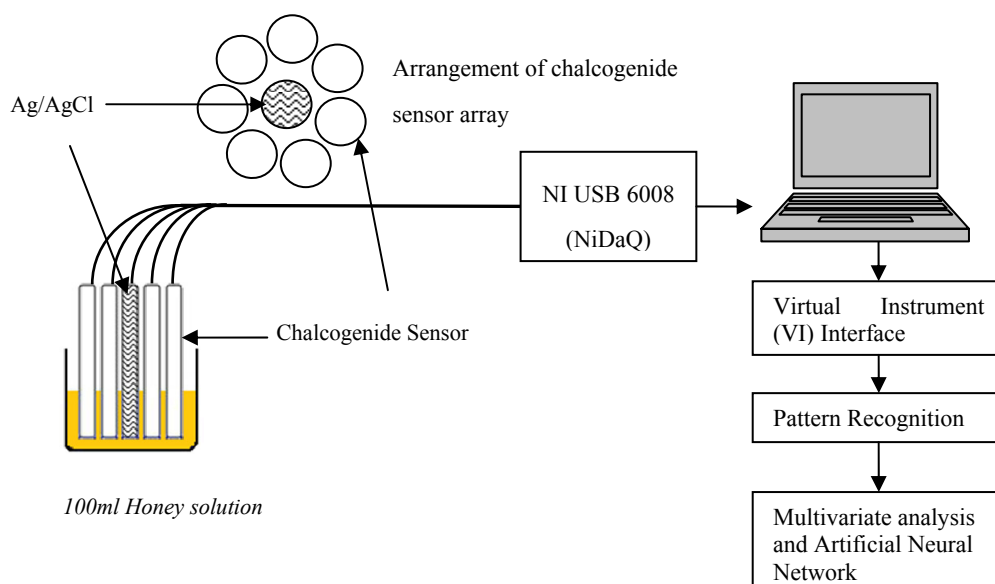 Arrangement of chalcogenide
sensor array
Ag/AgCl
NI USB 6008
(NiDaQ)
Chalcogenide Sensor
100ml Honey solution
Virtual Instrument
(VI) Interface
Pattern Recognition
Multivariate analysis
and Artificial Neural
Network